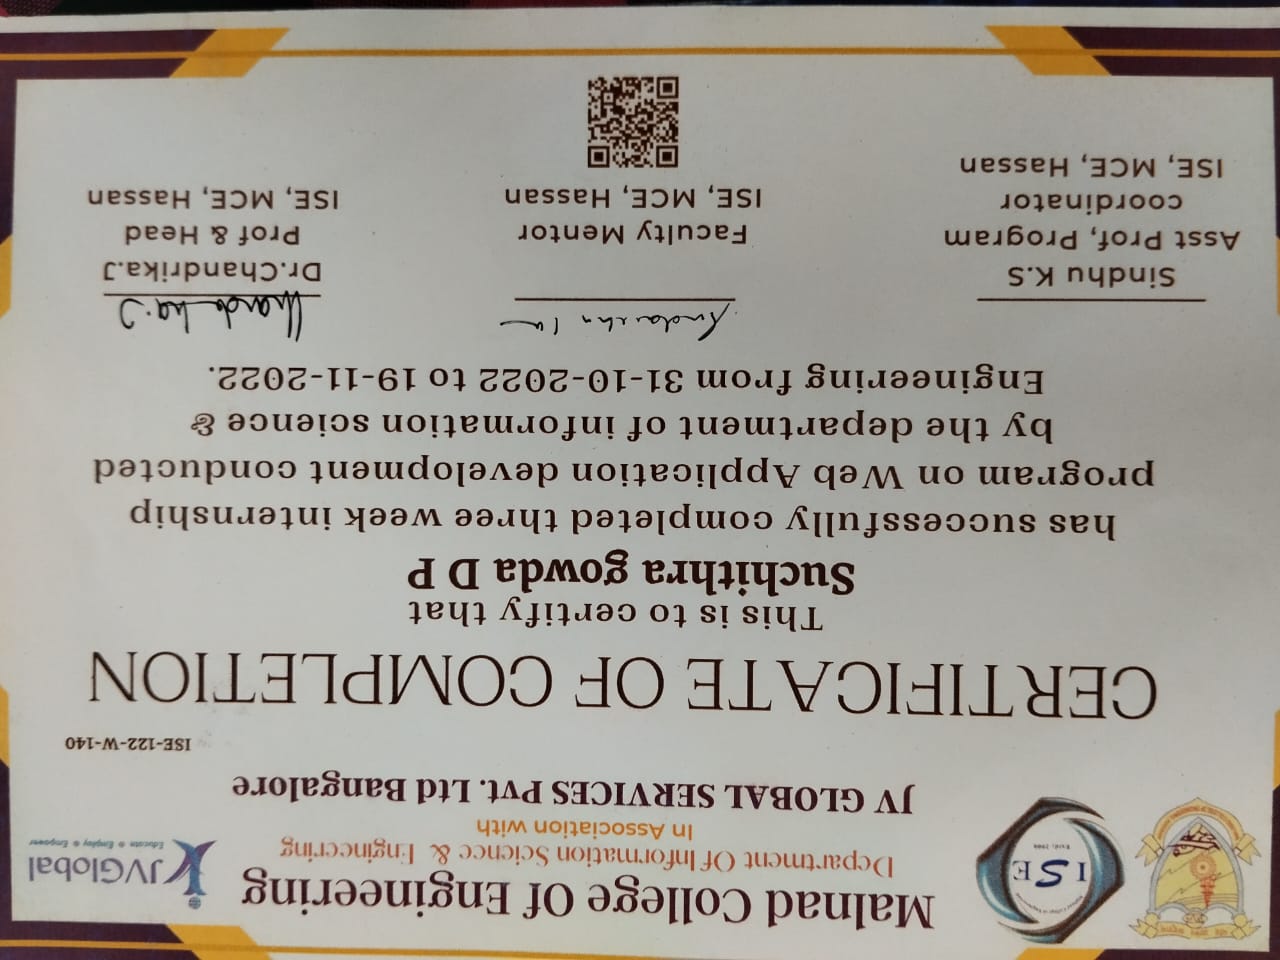 Malnad College Of Engineering
Department Of Information Science & Engineering
In Association with
JV GLOBAL SERVICES Pvt. Ltd Bangalore
I S E
Estd: 2000
JVGlobal
Educate Employ Empower
ISE-122-W-140
CERTIFICATE OF COMPLETION
This is to certify that
Suchithra gowda D P
has successfully completed three week internship
program on Web Application development conducted
by the department of information science &
Engineering from 31-10-2022 to 19-11-2022.
Chandrika.J
Sindhu K.S
Asst Prof, Program
coordinator
ISE, MCE, Hassan
Faculty Mentor
ISE, MCE, Hassan
Dr.Chandrika.J
Prof & Head
ISE, MCE, Hassan